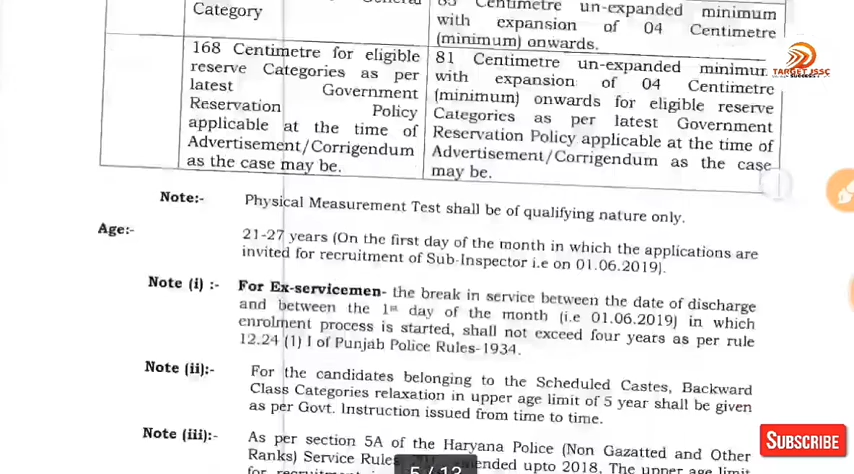 Category
83 Centimetre un-expanded minimum
with expansion of 04 Centimetre
(minimum) onwards.
168 Centimetre for eligible
reserve Categories as per
latest Government
Reservation Policy
applicable at the time of
Advertisement/Corrigendum
as the case may be.
81 Centimetre un-expanded minimum
with expansion of 04 Centimetre
(minimum) onwards for eligible reserve
Categories as per latest Government
Reservation Policy applicable at the time of
Advertisement/Corrigendum as the case
may be.
TARGET JSSC
Note:- Physical Measurement Test shall be of qualifying nature only.
Age:- 21-27 years (On the first day of the month in which the applications are
invited for recruitment of Sub-Inspector i.e on 01.06.2019).
Note (i) :- For Ex-servicemen- the break in service between the date of discharge
and between the 1st day of the month (i.e 01.06.2019) in which
enrolment process is started, shall not exceed four years as per rule
12.24 (1) I of Punjab Police Rules-1934.
Note (ii):- For the candidates belonging to the Scheduled Castes, Backward
Class Categories relaxation in upper age limit of 5 year shall be given
as per Govt. Instruction issued from time to time.
Note (iii):- As per section 5A of the Haryana Police (Non Gazatted and Other
Ranks) Service Rules amended upto 2018, The upper age limit
5 / 13
SUBSCRIBE